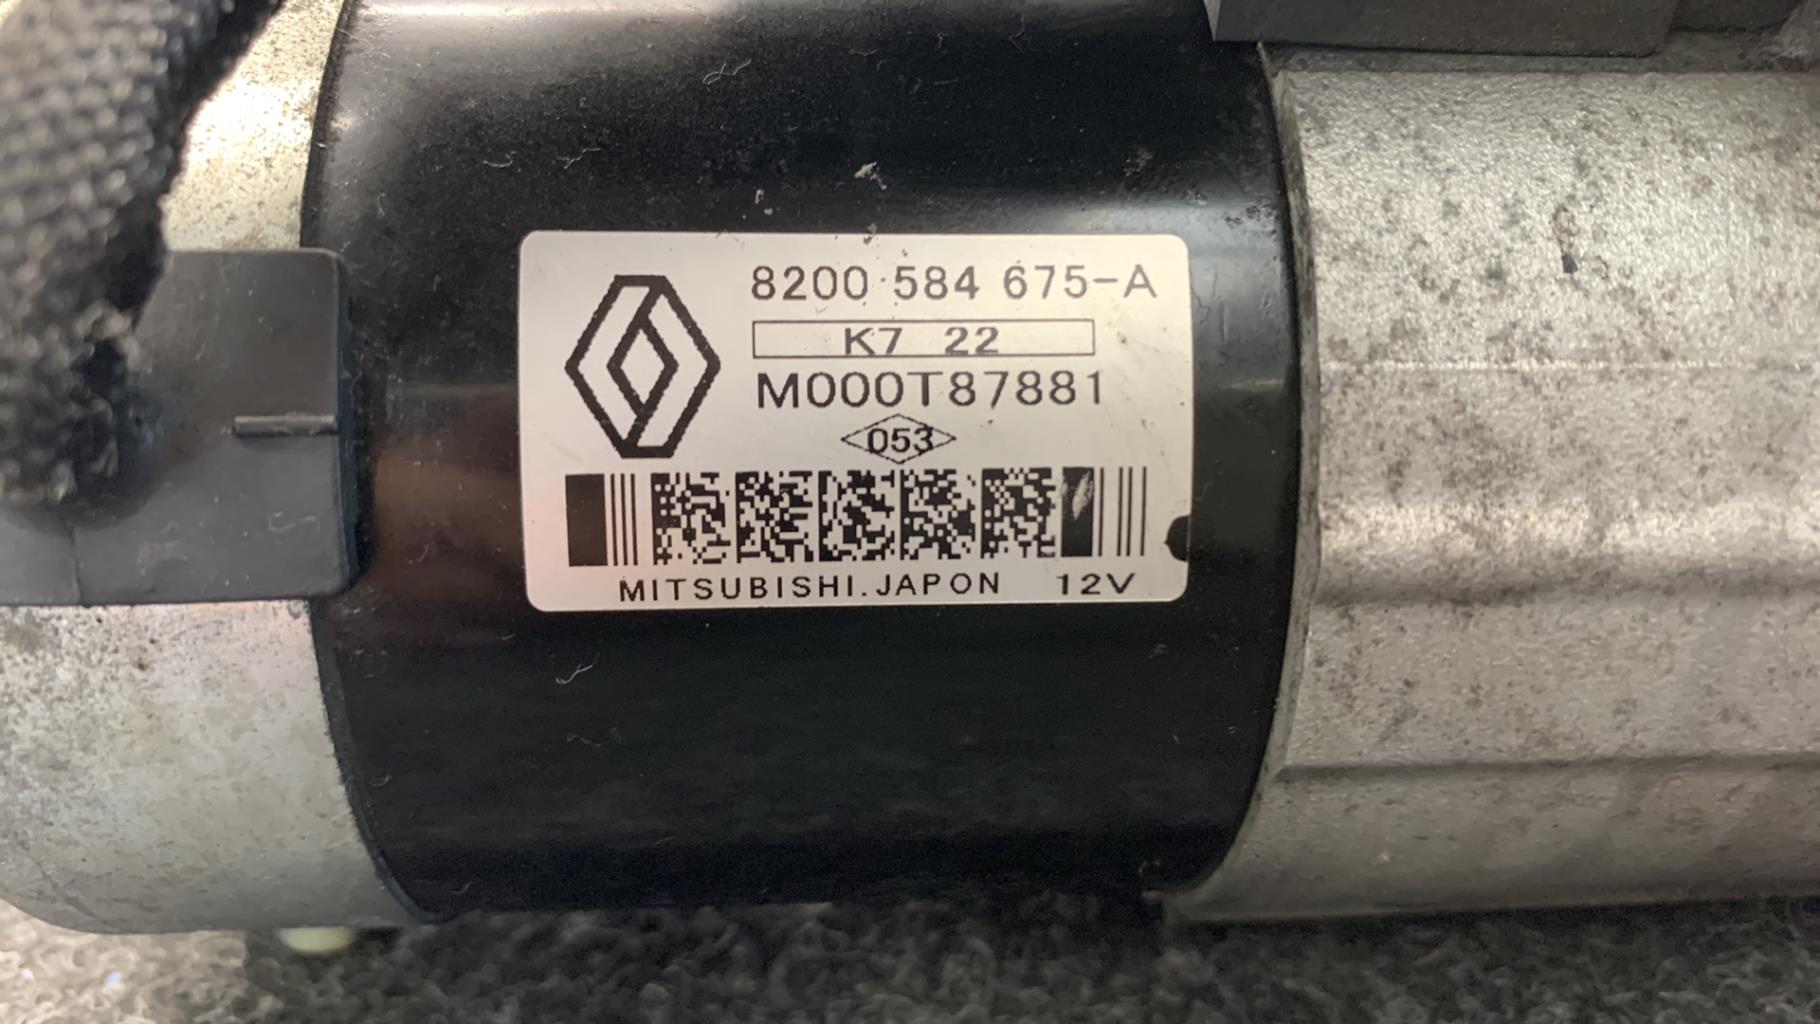 8200 584 675-A
K7 22
M000T87881
053
MITSUBISHI.JAPON 12V